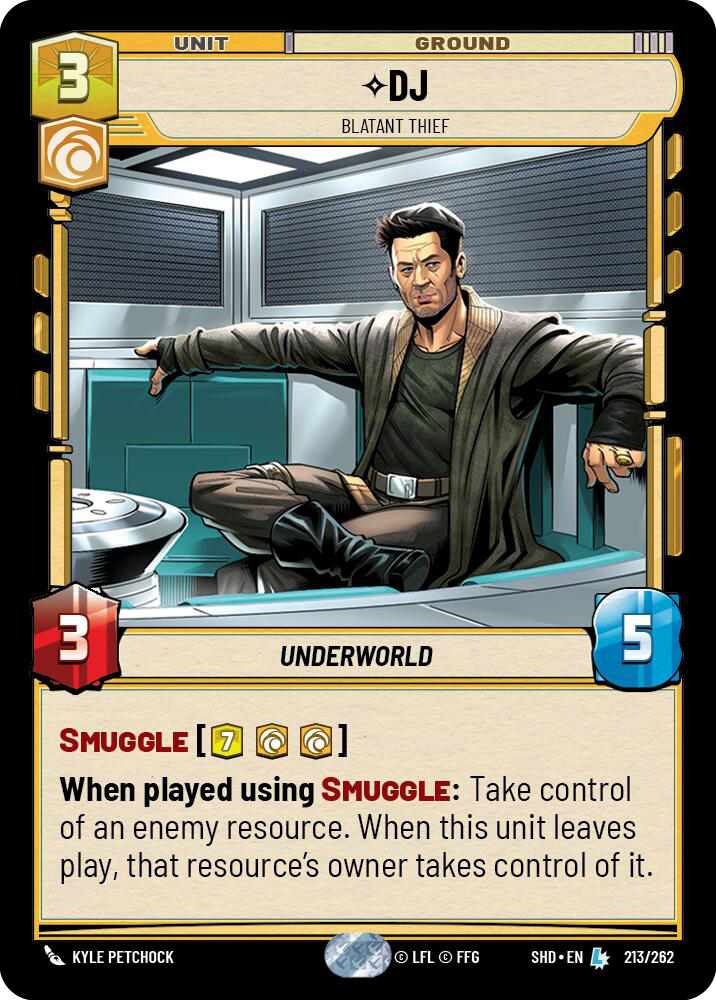 UNIT GROUND
3
✧DJ
BLATANT THIEF
3
UNDERWORLD
5
SMUGGLE [7]
When played using SMUGGLE: Take control
of an enemy resource. When this unit leaves
play, that resource's owner takes control of it.
KYLE PETCHOCK © LFL © FFG SHD • EN L 213/262